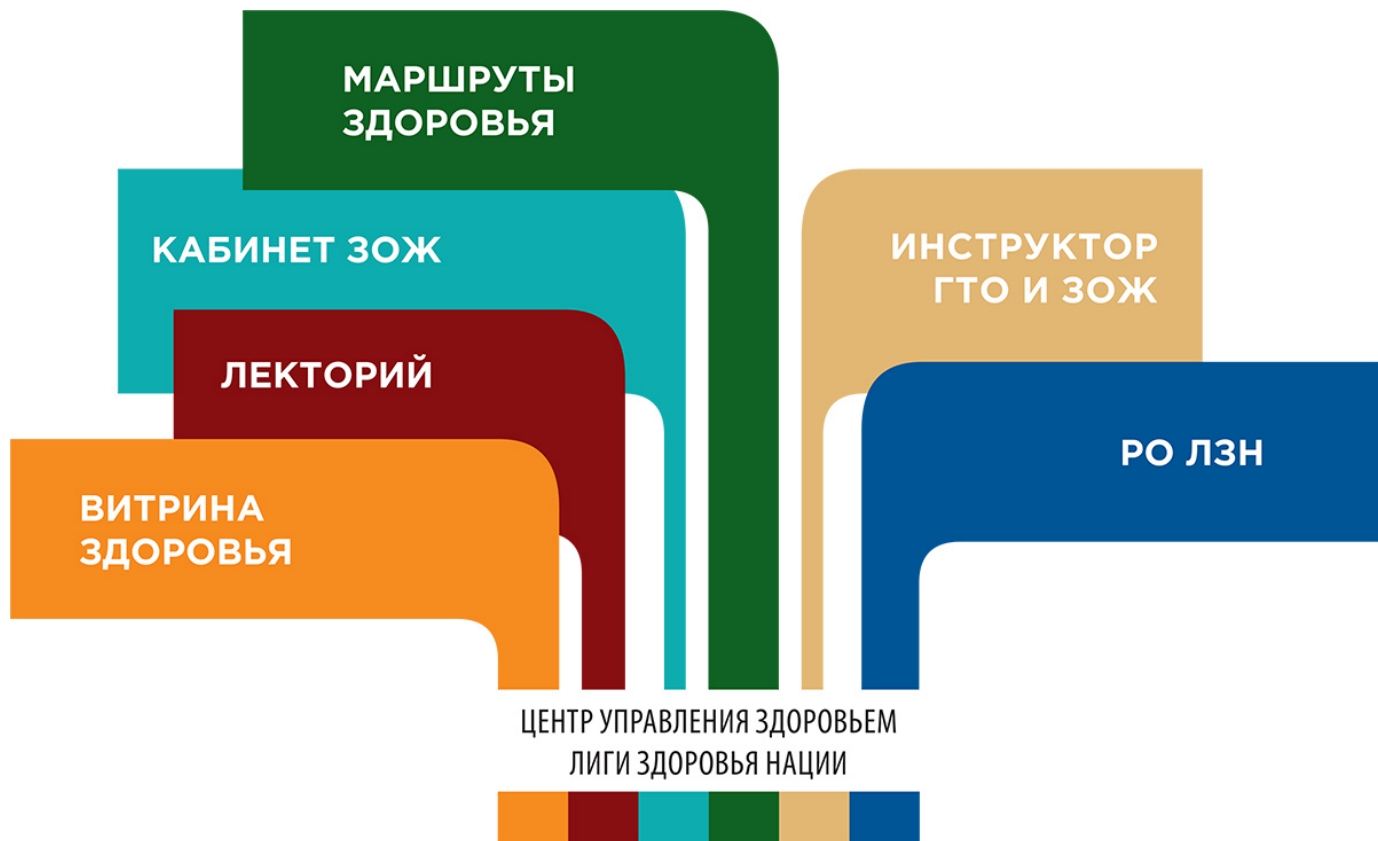 МАРШРУТЫ
ЗДОРОВЬЯ
КАБИНЕТ ЗОЖ
ИНСТРУКТОР
ГТО И ЗОЖ
ЛЕКТОРИЙ
РО ЛЗН
ВИТРИНА
ЗДОРОВЬЯ
ЦЕНТР УПРАВЛЕНИЯ ЗДОРОВЬЕМ
ЛИГИ ЗДОРОВЬЯ НАЦИИ